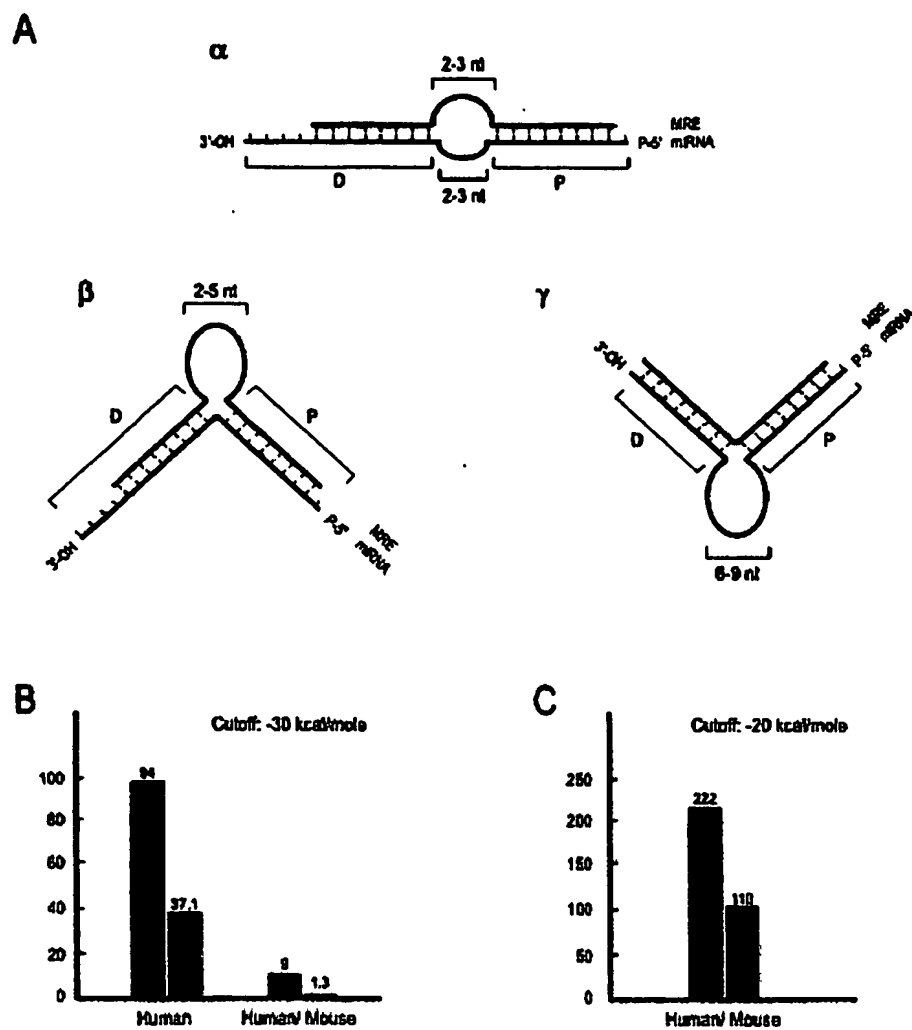 A
α
2-3 nt
MRE
3'-OH
P-5' miRNA
D
P
2-3 nt
β
2-5 nt
D
P
3'-OH
P-5'
MRE
miRNA
γ
3'-OH
P-5'
MRE
miRNA
D
P
6-9 nt
B
Cutoff: -30 kcal/mole
100
80
60
40
20
0
94
37,1
9
1.3
Human
Human/ Mouse
C
Cutoff: -20 kcal/mole
250
200
150
100
50
0
222
110
Human/ Mouse